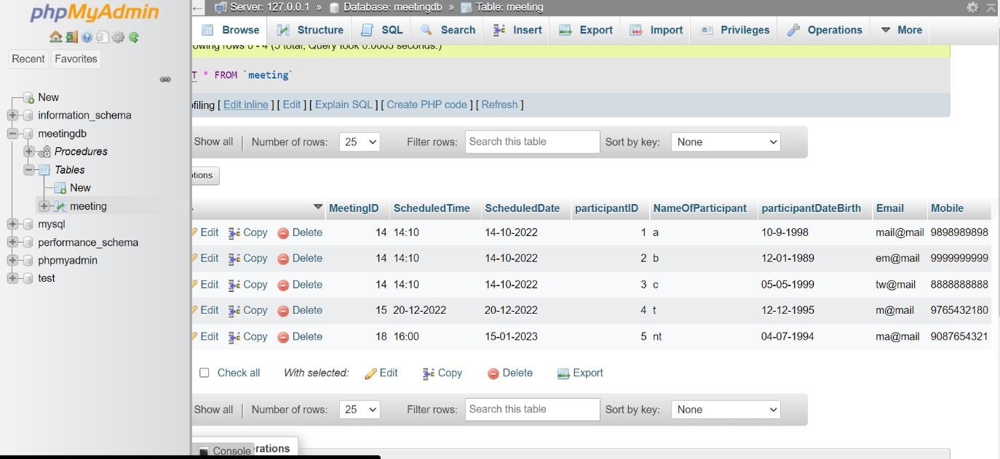 phpMyAdmin
Recent Favorites
New
information_schema
meetingdb
Procedures
Tables
New
meeting
mysql
performance_schema
phpmyadmin
test
Server: 127.0.0.1 » Database: meetingdb » Table: meeting
Browse Structure SQL Search Insert Export Import Privileges Operations More
owing rows 0 - 4 (5 total, Query took 0.0005 seconds.)
T * FROM `meeting`
filing [ Edit inline ] [ Edit ] [ Explain SQL ] [ Create PHP code ] [ Refresh ]
Show all Number of rows: 25 Filter rows: Search this table Sort by key: None
tions
MeetingID ScheduledTime ScheduledDate participantID NameOfParticipant participantDateBirth Email Mobile
Edit Copy Delete 14 14:10 14-10-2022 1 a 10-9-1998 mail@mail 9898989898
Edit Copy Delete 14 14:10 14-10-2022 2 b 12-01-1989 em@mail 9999999999
Edit Copy Delete 14 14:10 14-10-2022 3 c 05-05-1999 tw@mail 8888888888
Edit Copy Delete 15 20-12-2022 20-12-2022 4 t 12-12-1995 m@mail 9765432180
Edit Copy Delete 18 16:00 15-01-2023 5 nt 04-07-1994 ma@mail 9087654321
Check all With selected: Edit Copy Delete Export
Show all Number of rows: 25 Filter rows: Search this table Sort by key: None
Console erations